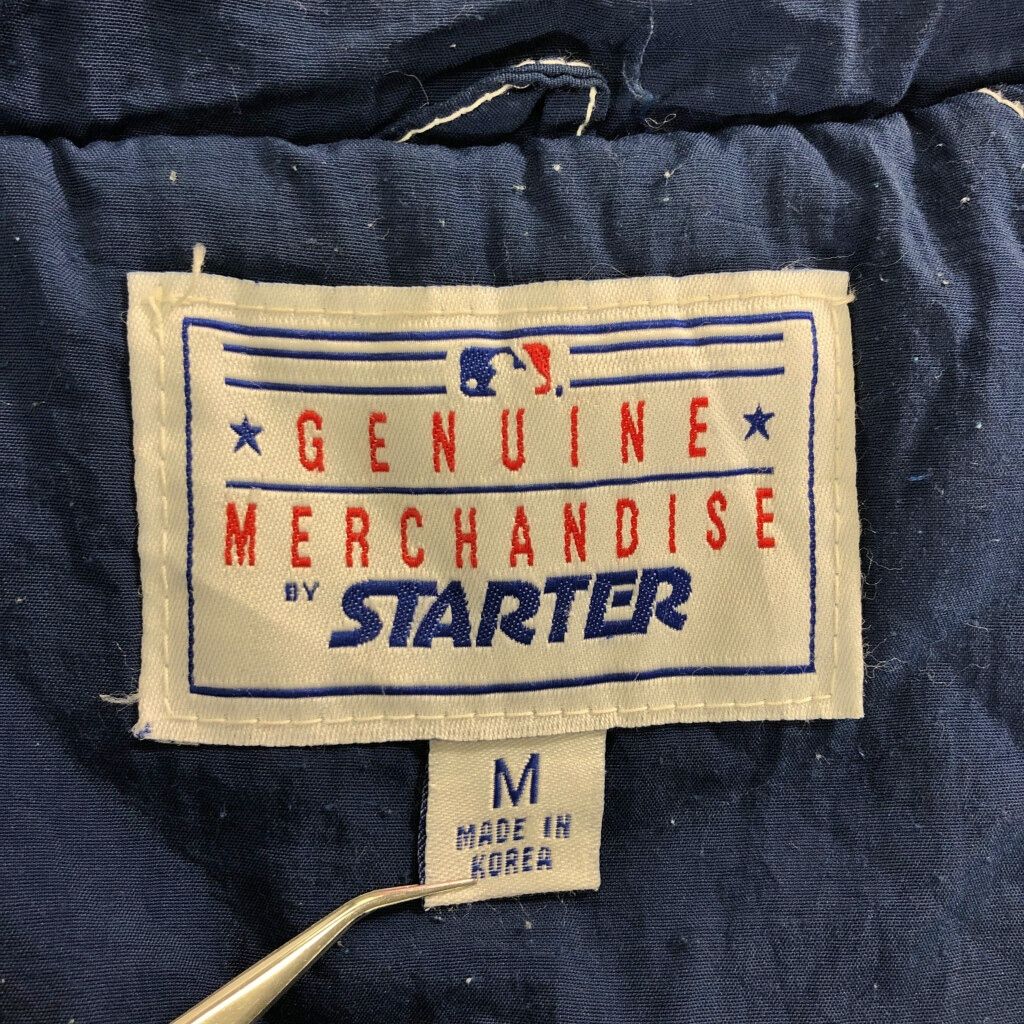 GENUINE
MERCHANDISE
BY STARTER
M
MADE IN
KOREA